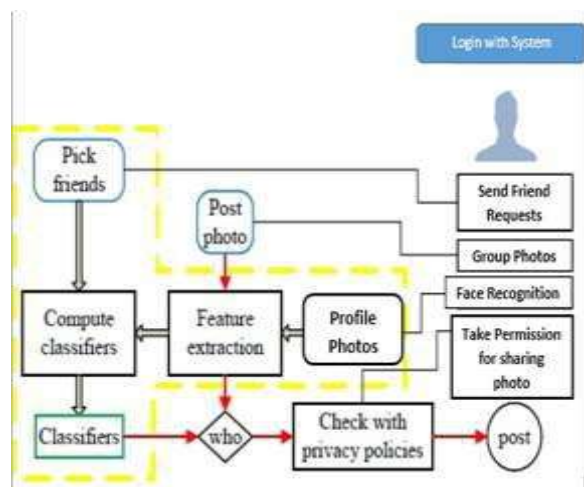 Login with System
Pick
friends
Send Friend
Requests
Post
photo
Group Photos
Compute
classifiers
Feature
extraction
Profile
Photos
Face Recognition
Take Permission
for sharing
photo
Classifiers
who
Check with
privacy policies
post